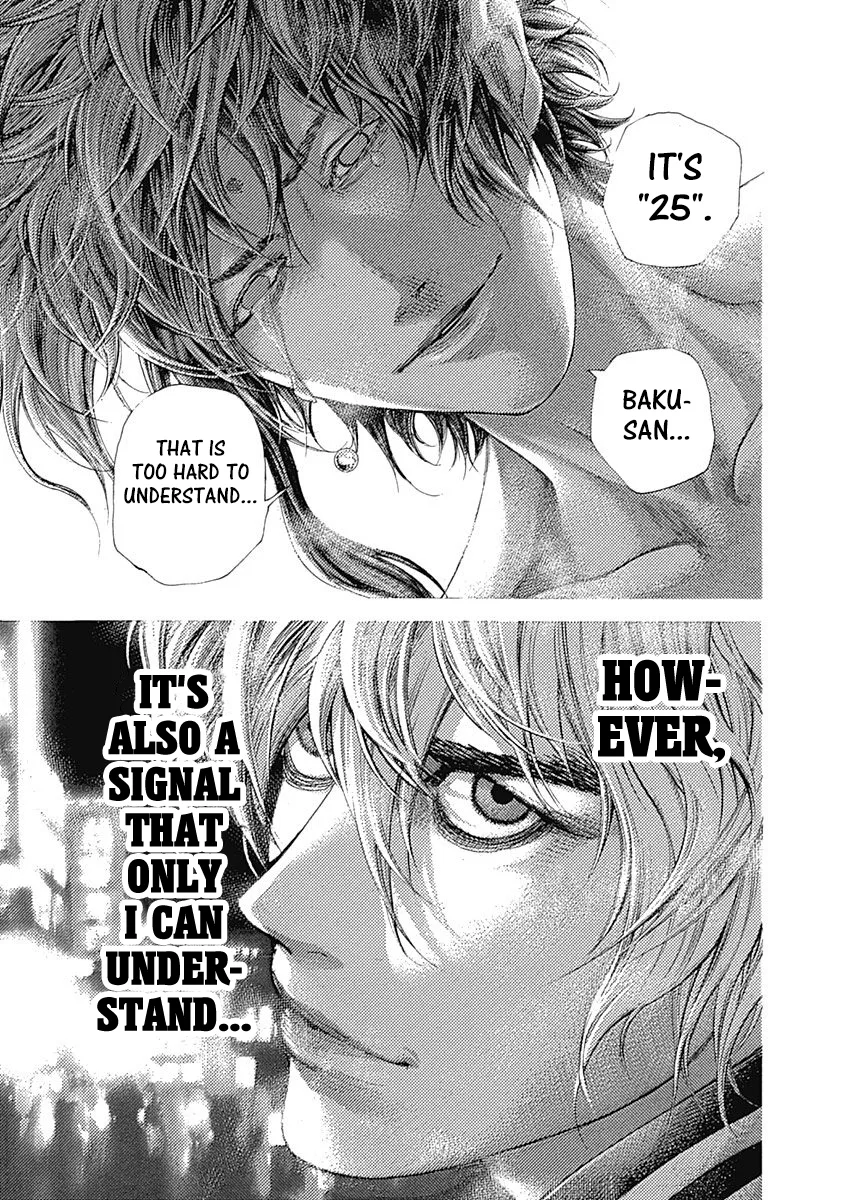 IT'S
"25".
BAKU-
SAN...
THAT IS
TOO HARD TO
UNDERSTAND...
HOW-
EVER,
IT'S
ALSO A
SIGNAL
THAT
ONLY
I CAN
UNDER-
STAND...